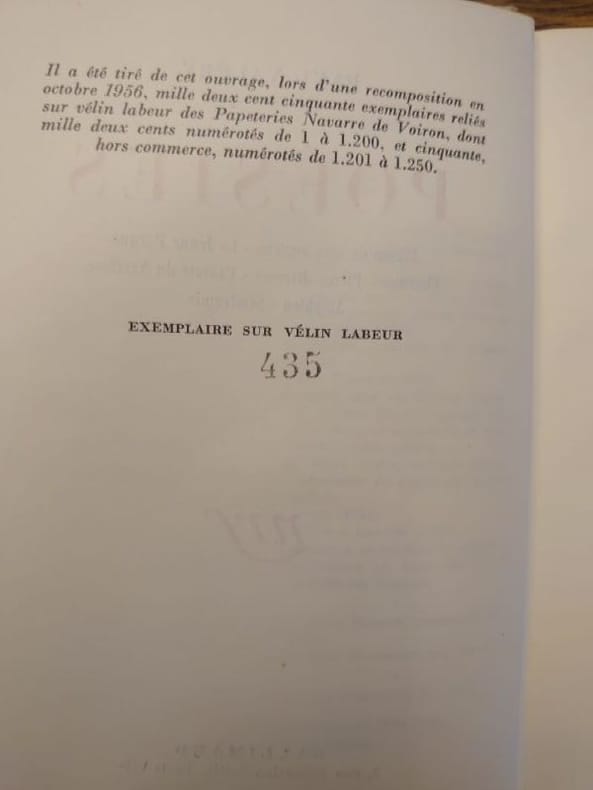 Il a été tiré de cet ouvrage, lors d'une recomposition en
octobre 1956, mille deux cent cinquante exemplaires reliés
sur vélin labeur des Papeteries Navarre de Voiron, dont
mille deux cents numérotés de 1 à 1.200, et cinquante,
hors commerce, numérotés de 1.201 à 1.250.
POÉSIES
EXEMPLAIRE SUR VÉLIN LABEUR
435
nrf